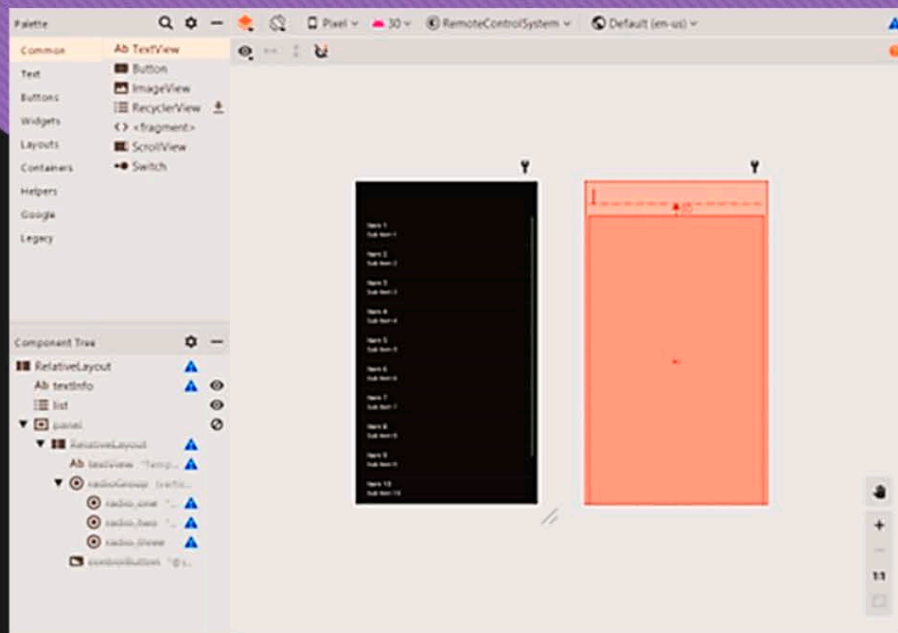 Palette
Pixel
30
RemoteControlSystem
Default (en-us)
Common
Text
Buttons
Widgets
Layouts
Containers
Helpers
Google
Legacy
Ab TextView
Button
ImageView
RecyclerView
<fragment>
ScrollView
Switch
Component Tree
RelativeLayout
Ab textInfo
list
panel
RelativeLayout
Ab textView "Temp...
radioGroup (vertic...
radio_one "...
radio_two "...
radio_three
controlButton "@s...
Item 1
Sub Item 1
Item 2
Sub Item 2
Item 3
Sub Item 3
Item 4
Sub Item 4
Item 5
Sub Item 5
Item 6
Sub Item 6
Item 7
Sub Item 7
Item 8
Sub Item 8
Item 9
Sub Item 9
Item 10
Sub Item 10
1:1